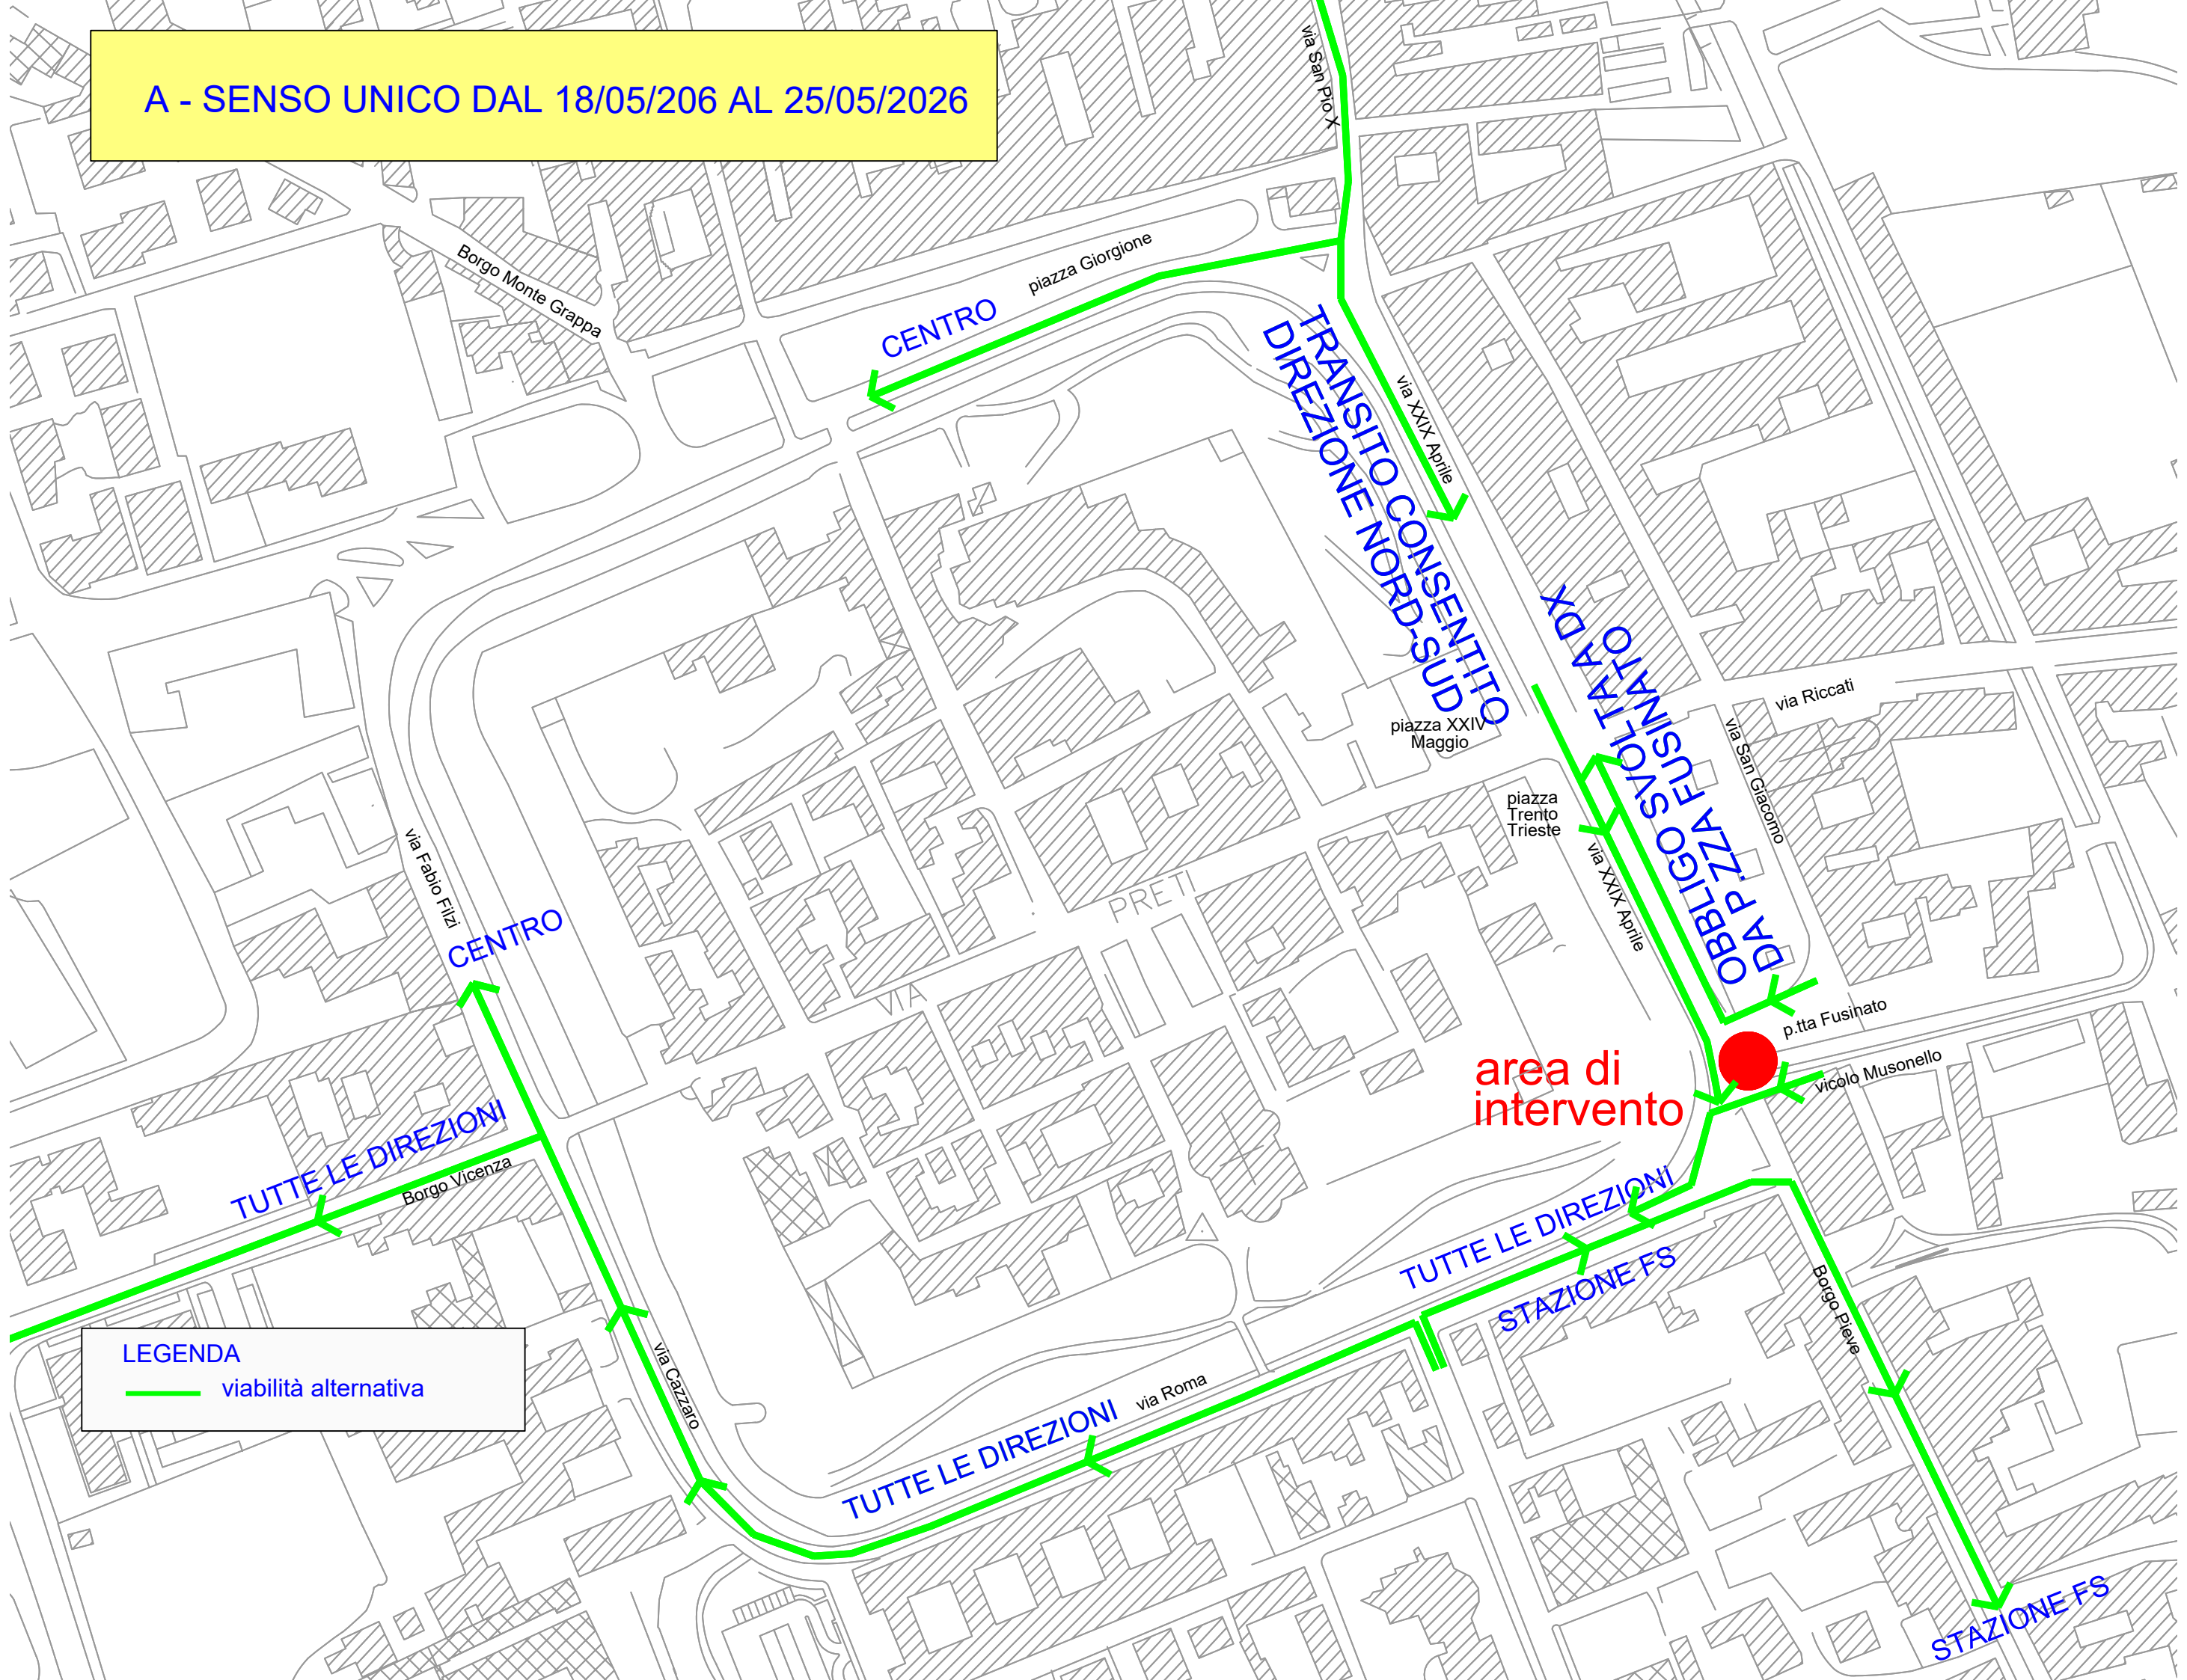 A - SENSO UNICO DAL 18/05/206 AL 25/05/2026
via San Pio X
Borgo Monte Grappa
piazza Giorgione
CENTRO
TRANSITO CONSENTITO
DIREZIONE NORD-SUD
via XXIX Aprile
OBBLIGO SVOLTA A DX
DA P.ZZA FUSINATO
via Riccati
via San Giacomo
piazza XXIV
Maggio
piazza
Trento
Trieste
via XXIX Aprile
via Fabio Filzi
CENTRO
PRETI
VIA
p.tta Fusinato
vicolo Musonello
area di
intervento
TUTTE LE DIREZIONI
Borgo Vicenza
TUTTE LE DIREZIONI
STAZIONE FS
Borgo Pieve
LEGENDA
viabilità alternativa
via Cazzaro
via Roma
TUTTE LE DIREZIONI
STAZIONE FS